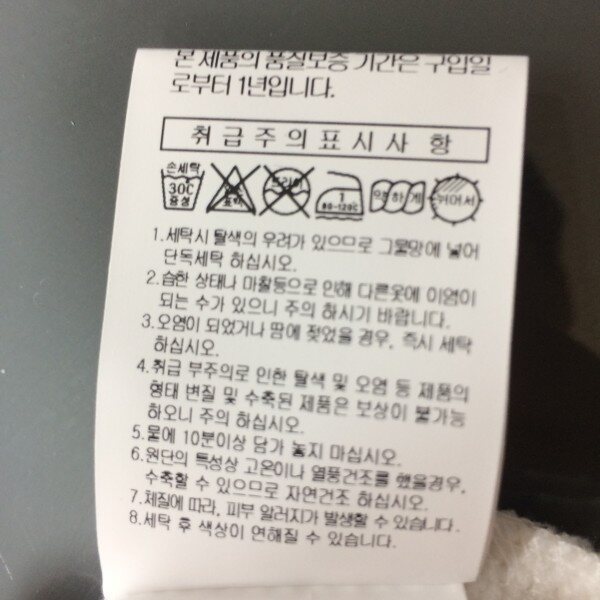 본 제품의 품질보증 기간은 구입일
로부터 1년입니다.
취급주의표시사항
손세탁
30C
중성
표백
드라이
1
80~120℃
약하게
뉘어서
1.세탁시 탈색의 우려가 있으므로 그물망에 넣어
단독세탁 하십시오.
2.습한 상태나 마찰등으로 인해 다른옷에 이염이
되는 수가 있으니 주의 하시기 바랍니다.
3.오염이 되었거나 땀에 젖었을 경우, 즉시 세탁
하십시오.
4.취급 부주의로 인한 탈색 및 오염 등 제품의
형태 변질 및 수축된 제품은 보상이 불가능
하오니 주의 하십시오.
5.물에 10분이상 담가 놓지 마십시오.
6.원단의 특성상 고온이나 열풍건조를 했을경우,
수축할 수 있으므로 자연건조 하십시오.
7.체질에 따라, 피부 알러지가 발생할 수 있습니다.
8.세탁 후 색상이 연해질 수 있습니다.